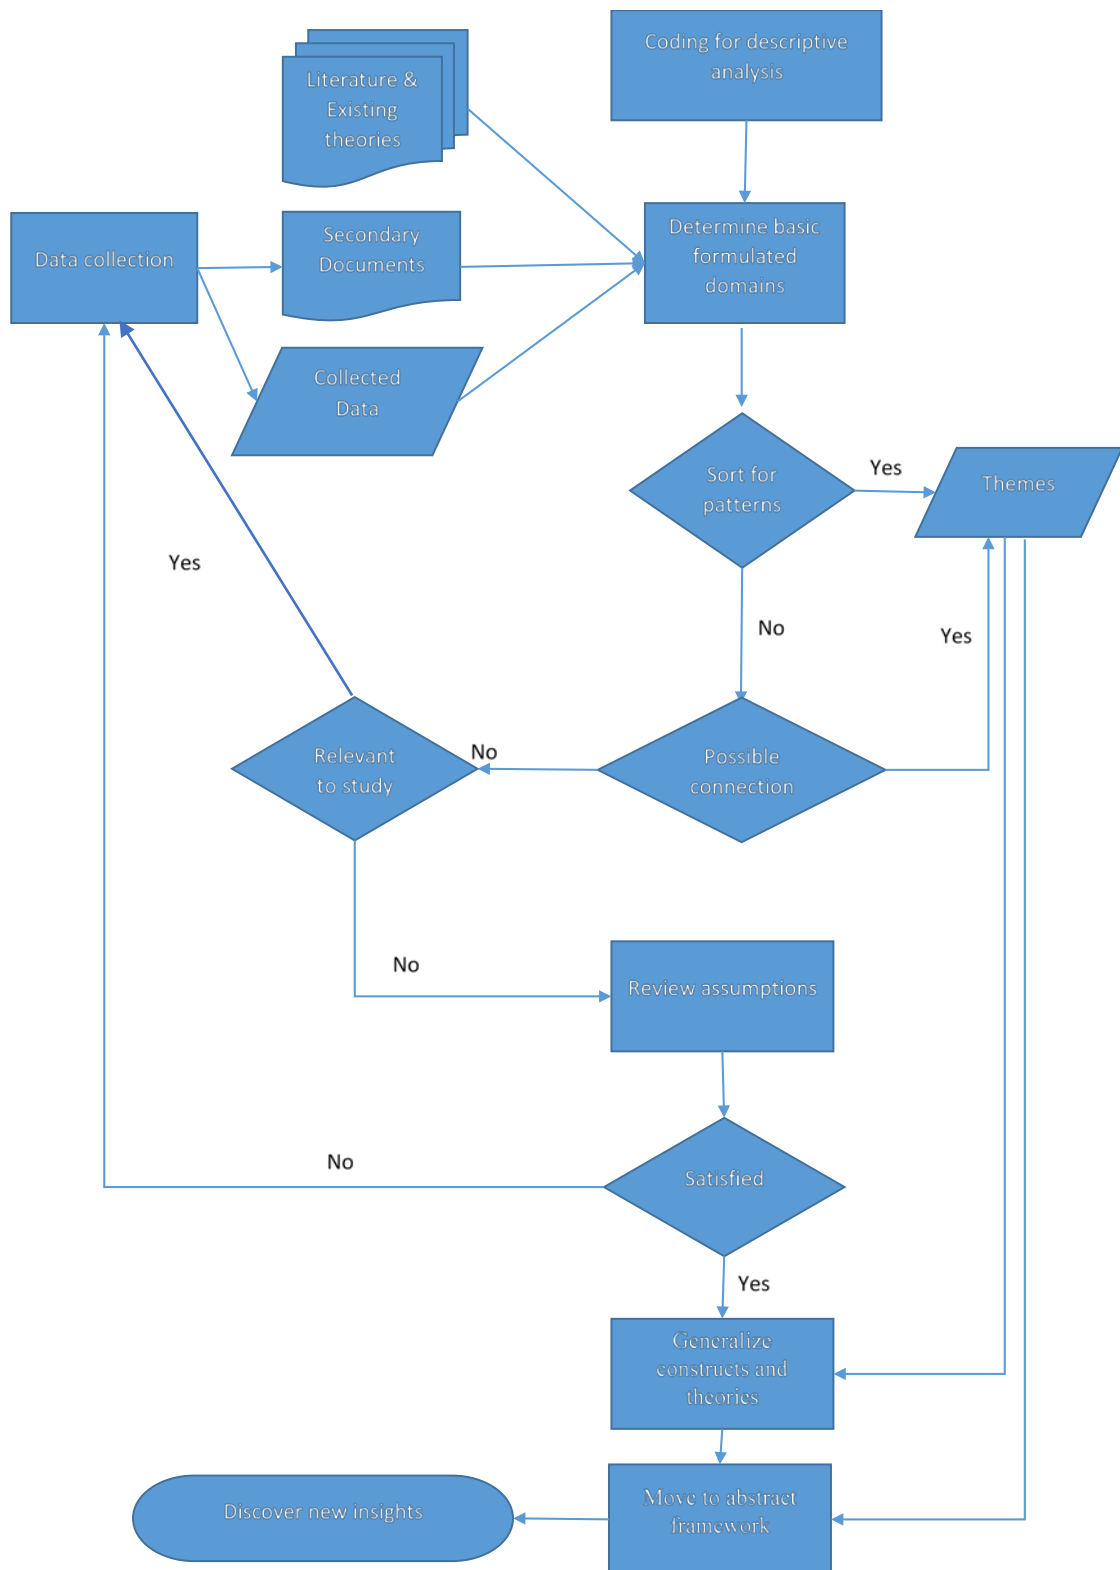 Coding for descriptive
analysis
Literature &
Existing
theories
Determine basic
formulated
domains
Secondary
Documents
Data collection
Collected
Data
Sort for
patterns
Yes
Themes
Yes
No
Yes
Relevant
to study
No
Possible
connection
No
Review assumptions
No
Satisfied
Yes
Generalize
constructs and
theories
Move to abstract
framework
Discover new insights